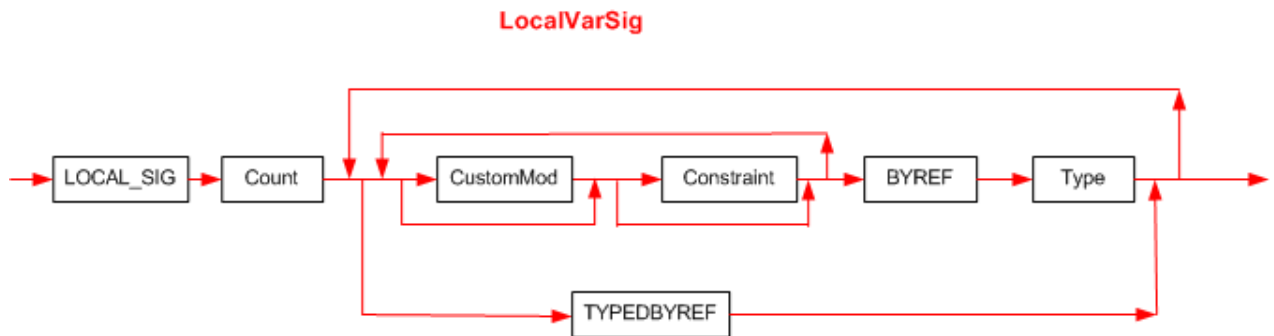 LocalVarSig
LOCAL_SIG
Count
CustomMod
Constraint
BYREF
Type
TYPEDBYREF